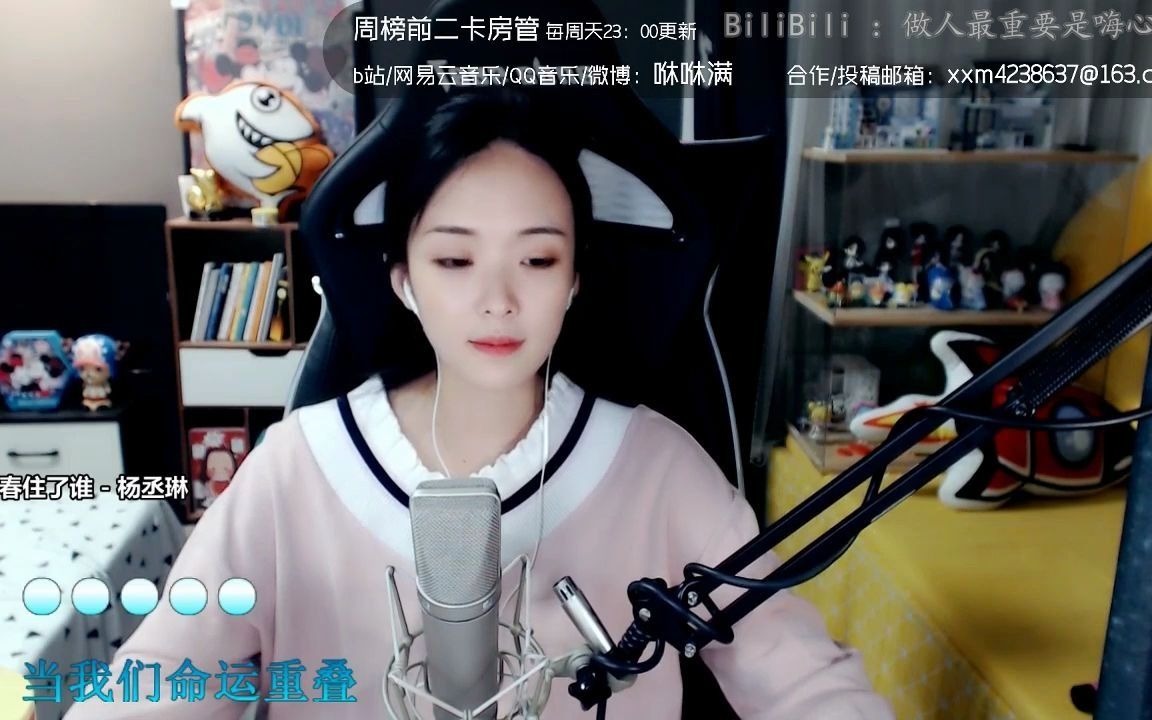 周榜前二卡房管 每周天23：00更新
BiliBili ：做人最重要是嗨心
b站/网易云音乐/QQ音乐/微博：咻咻满
合作/投稿邮箱：xxm4238637@163.c
春住了谁 - 杨丞琳
当我们命运重叠